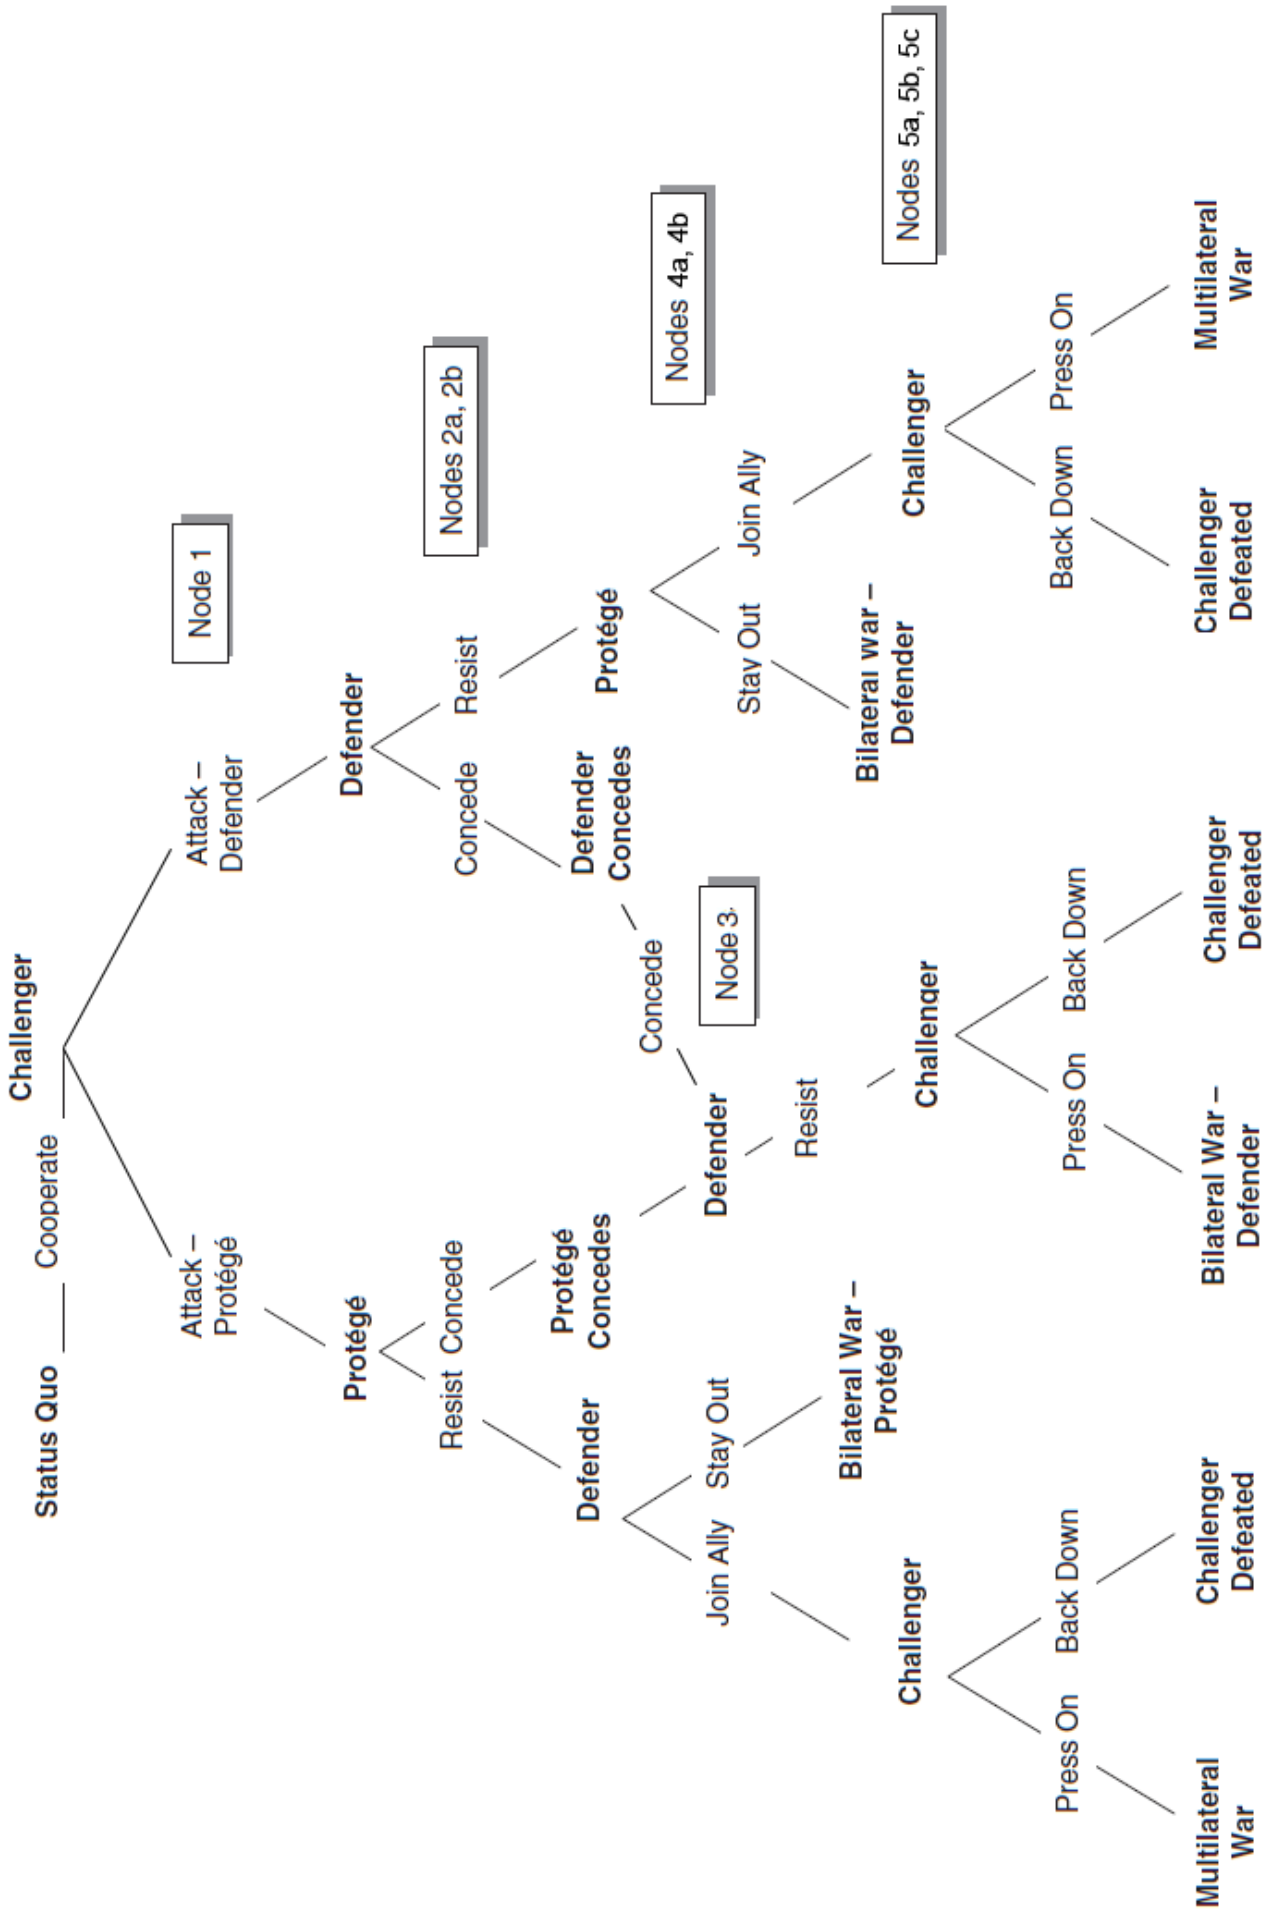 Challenger
Status Quo
Cooperate
Attack –
Protégé
Attack –
Defender
Node 1
Protégé
Defender
Resist
Concede
Concede
Resist
Nodes 2a, 2b
Defender
Protégé
Concedes
Defender
Concedes
Protégé
Concede
Join Ally
Stay Out
Defender
Node 3
Stay Out
Join Ally
Nodes 4a, 4b
Resist
Bilateral War –
Protégé
Bilateral war –
Defender
Challenger
Challenger
Challenger
Nodes 5a, 5b, 5c
Press On
Back Down
Press On
Back Down
Back Down
Press On
Multilateral
War
Challenger
Defeated
Bilateral War –
Defender
Challenger
Defeated
Challenger
Defeated
Multilateral
War